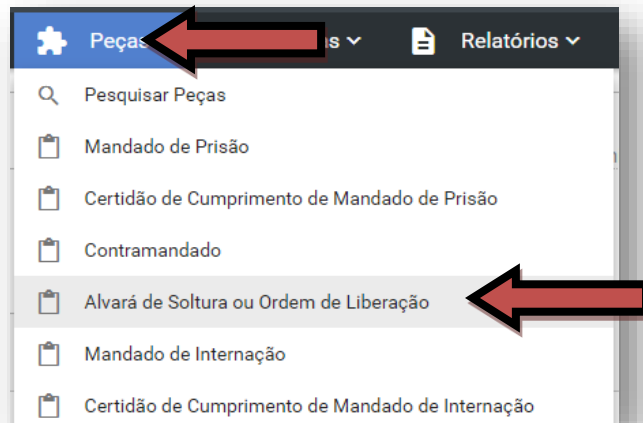 Peças as Relatórios
Pesquisar Peças
Mandado de Prisão
Certidão de Cumprimento de Mandado de Prisão
Contramandado
Alvará de Soltura ou Ordem de Liberação
Mandado de Internação
Certidão de Cumprimento de Mandado de Internação